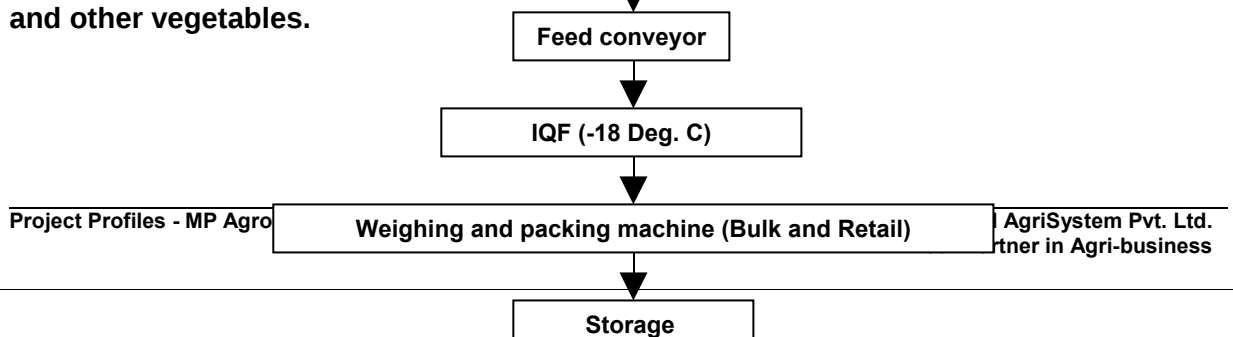 and other vegetables.
Feed conveyor
IQF (-18 Deg. C)
Project Profiles - MP Agro
Weighing and packing machine (Bulk and Retail)
AgriSystem Pvt. Ltd.
in Agri-business
Storage